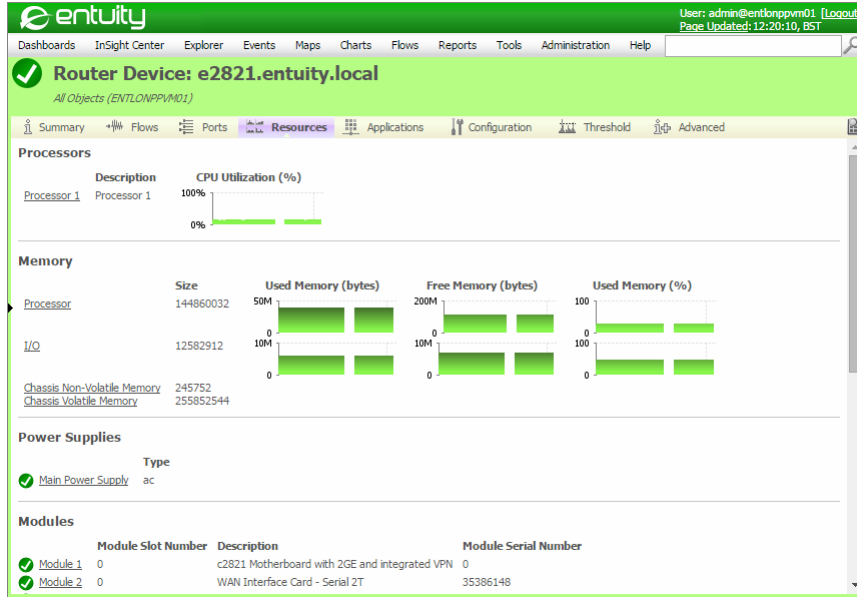 entuity
User: admin@entlonppvm01 [Logout
Page Updated: 12:20:10, BST
Dashboards InSight Center Explorer Events Maps Charts Flows Reports Tools Administration Help
Router Device: e2821.entuity.local
All Objects (ENTLONPPVM01)
Summary Flows Ports Resources Applications Configuration Threshold Advanced
Processors
Description CPU Utilization (%)
Processor 1 Processor 1 100%
0%
Memory
Size Used Memory (bytes) Free Memory (bytes) Used Memory (%)
Processor 144860032 50M 200M 100
0 0 0
I/O 12582912 10M 10M 100
0 0 0
Chassis Non-Volatile Memory 245752
Chassis Volatile Memory 255852544
Power Supplies
Type
Main Power Supply ac
Modules
Module Slot Number Description Module Serial Number
Module 1 0 c2821 Motherboard with 2GE and integrated VPN 0
Module 2 0 WAN Interface Card - Serial 2T 35386148